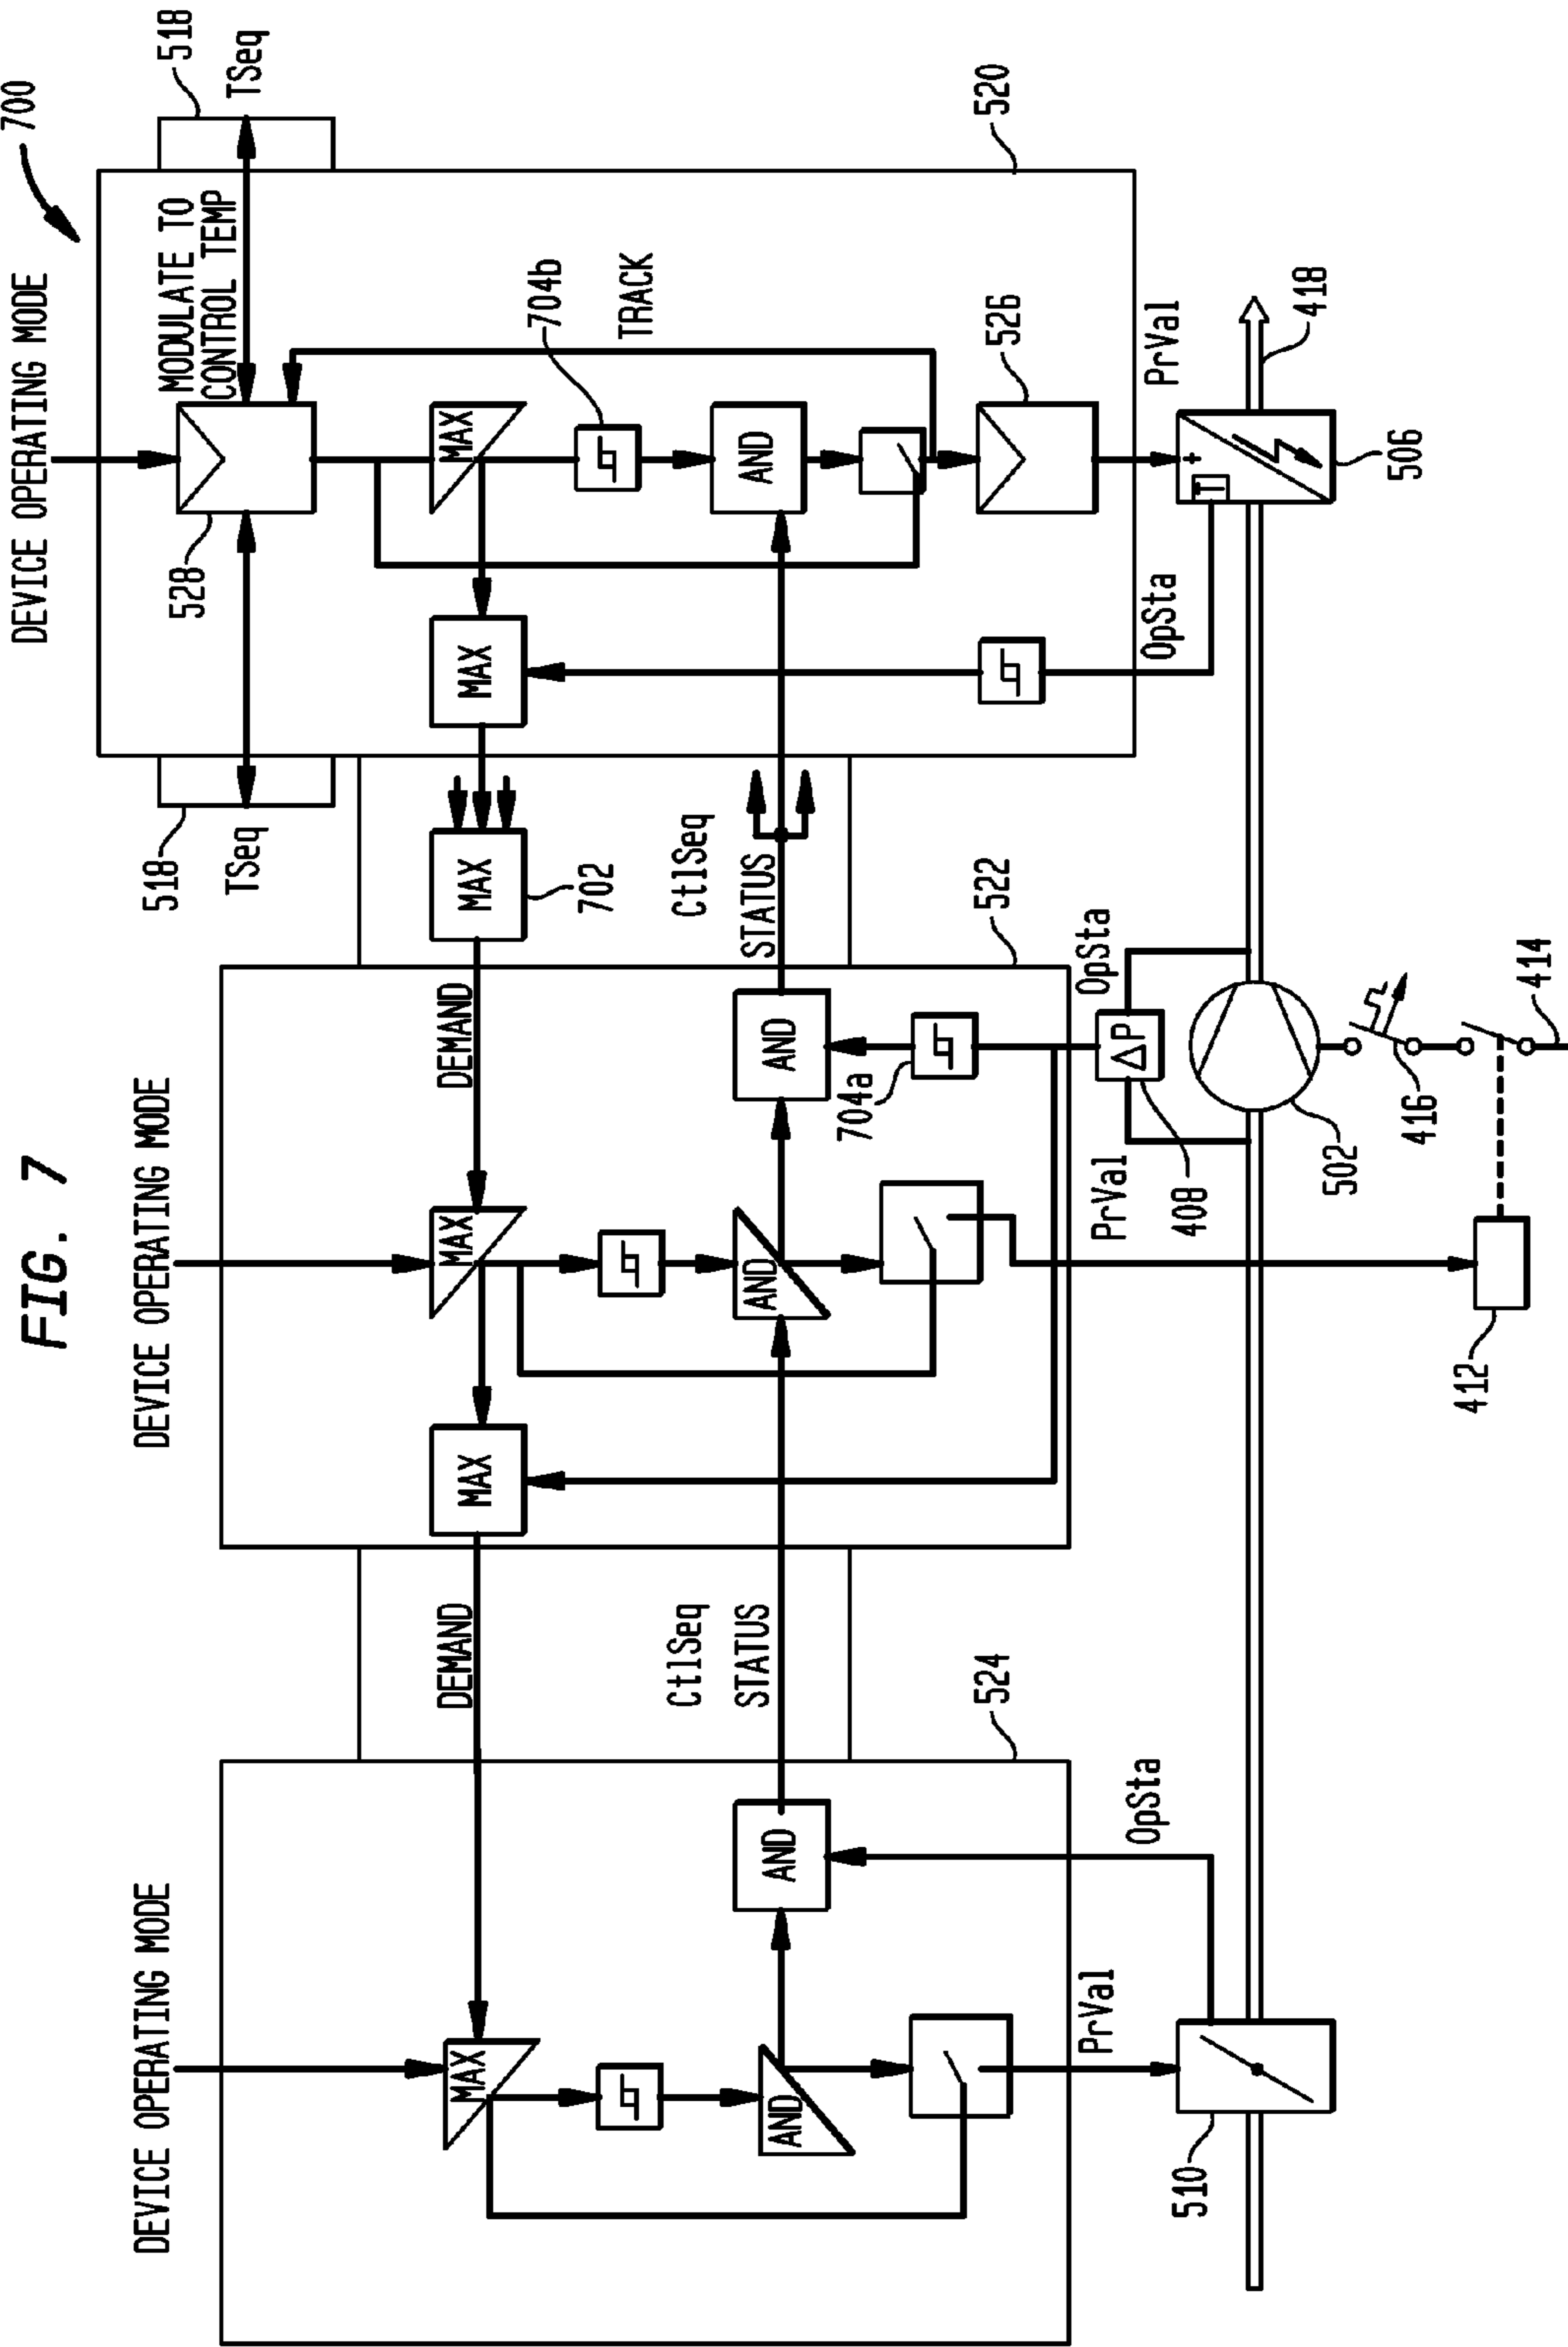 FIG. 7
700
DEVICE OPERATING MODE
DEVICE OPERATING MODE
DEVICE OPERATING MODE
518
TSeq
518
TSeq
MODULATE TO
CONTROL TEMP
528
MAX
704b
TRACK
AND
526
520
MAX
MAX
702
CtlSeq
STATUS
DEMAND
MAX
AND
AND
704a
522
MAX
DEMAND
CtlSeq
STATUS
MAX
AND
AND
524
PrVal
OpSta
+
T
506
418
OpSta
PrVal
ΔP
408
502
416
414
412
OpSta
PrVal
510